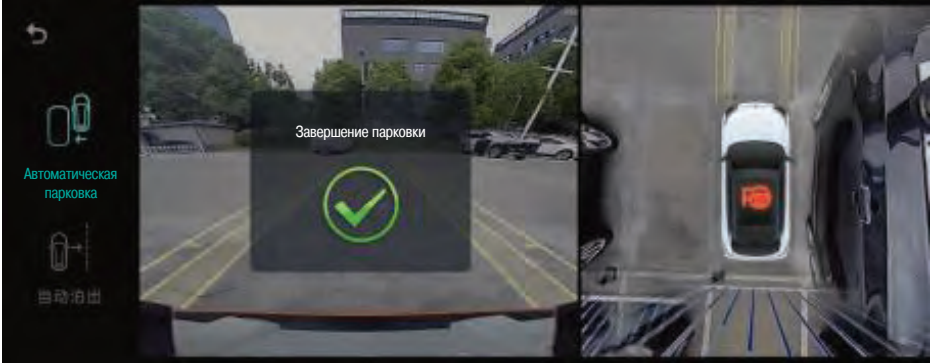 Завершение парковки
Автоматическая
парковка
自动泊出